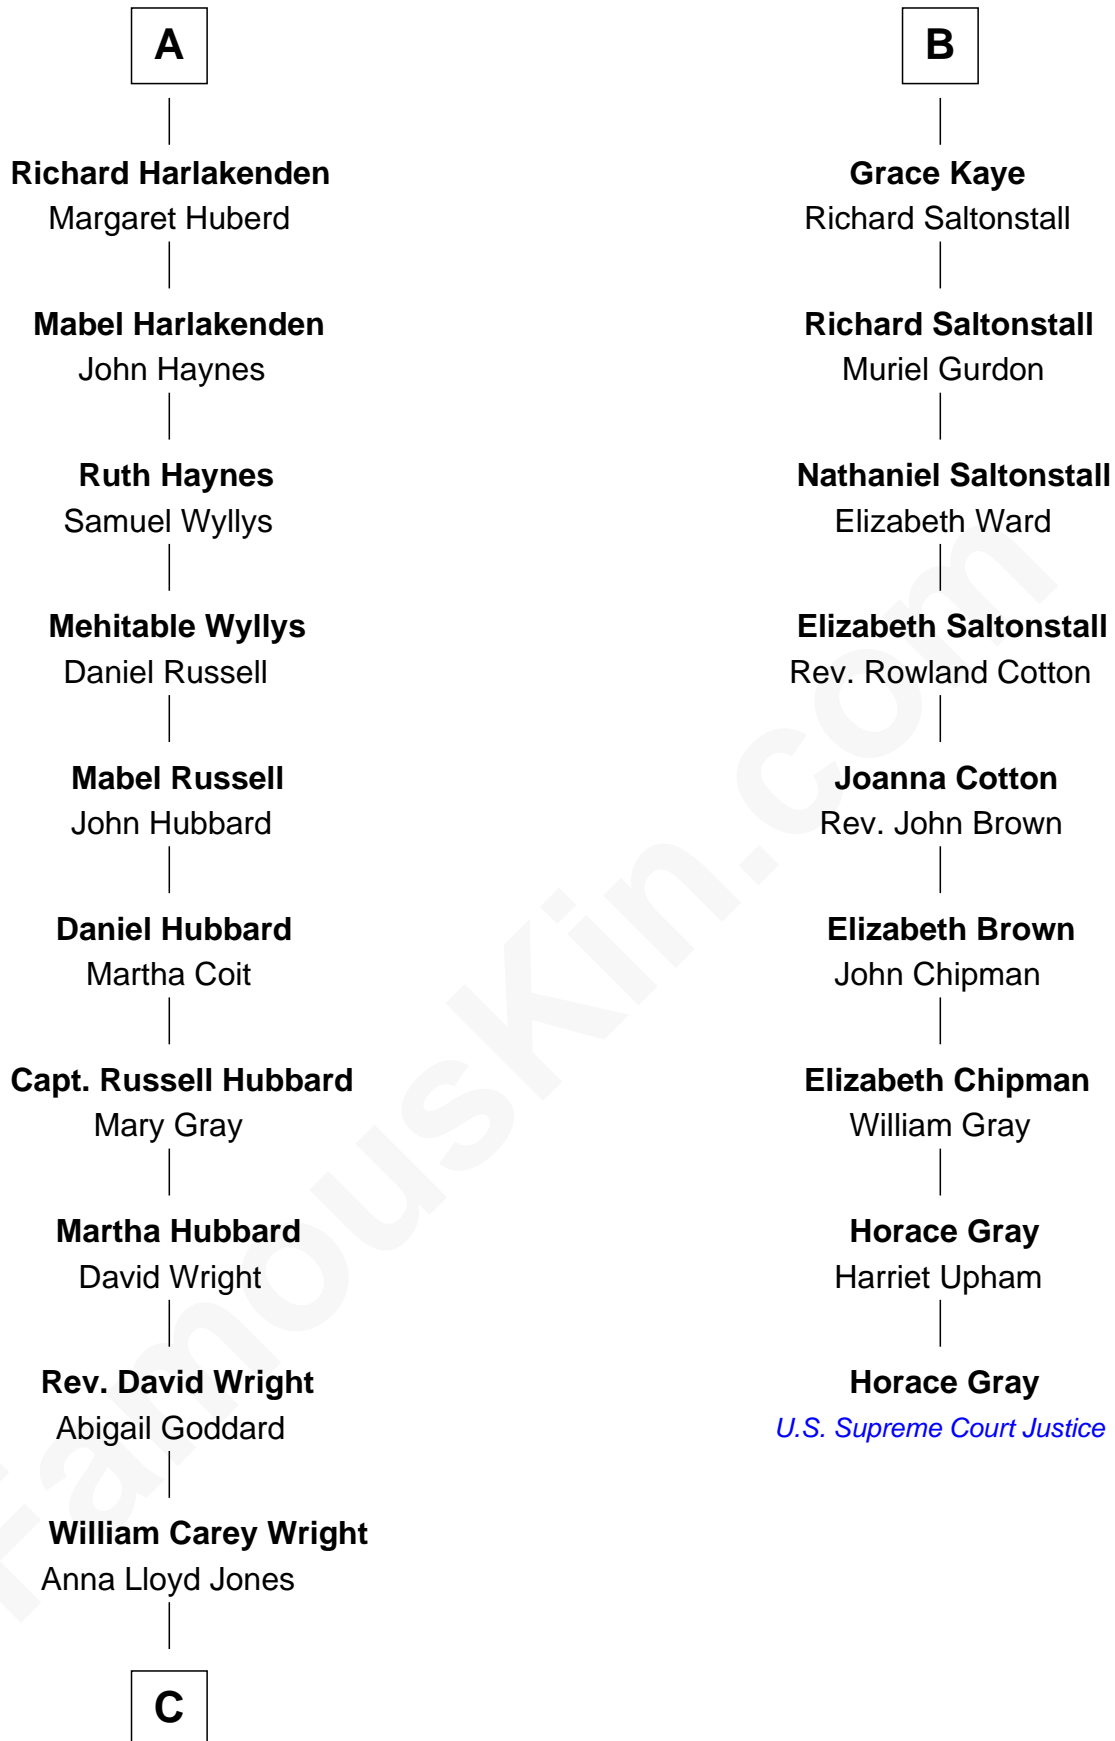 A
Richard Harlakenden
Margaret Huberd
Mabel Harlakenden
John Haynes
Ruth Haynes
Samuel Wyllys
Mehitable Wyllys
Daniel Russell
Mabel Russell
John Hubbard
Daniel Hubbard
Martha Coit
Capt. Russell Hubbard
Mary Gray
Martha Hubbard
David Wright
Rev. David Wright
Abigail Goddard
William Carey Wright
Anna Lloyd Jones
C
B
Grace Kaye
Richard Saltonstall
Richard Saltonstall
Muriel Gurdon
Nathaniel Saltonstall
Elizabeth Ward
Elizabeth Saltonstall
Rev. Rowland Cotton
Joanna Cotton
Rev. John Brown
Elizabeth Brown
John Chipman
Elizabeth Chipman
William Gray
Horace Gray
Harriet Upham
Horace Gray
U.S. Supreme Court Justice
FamousKin.com